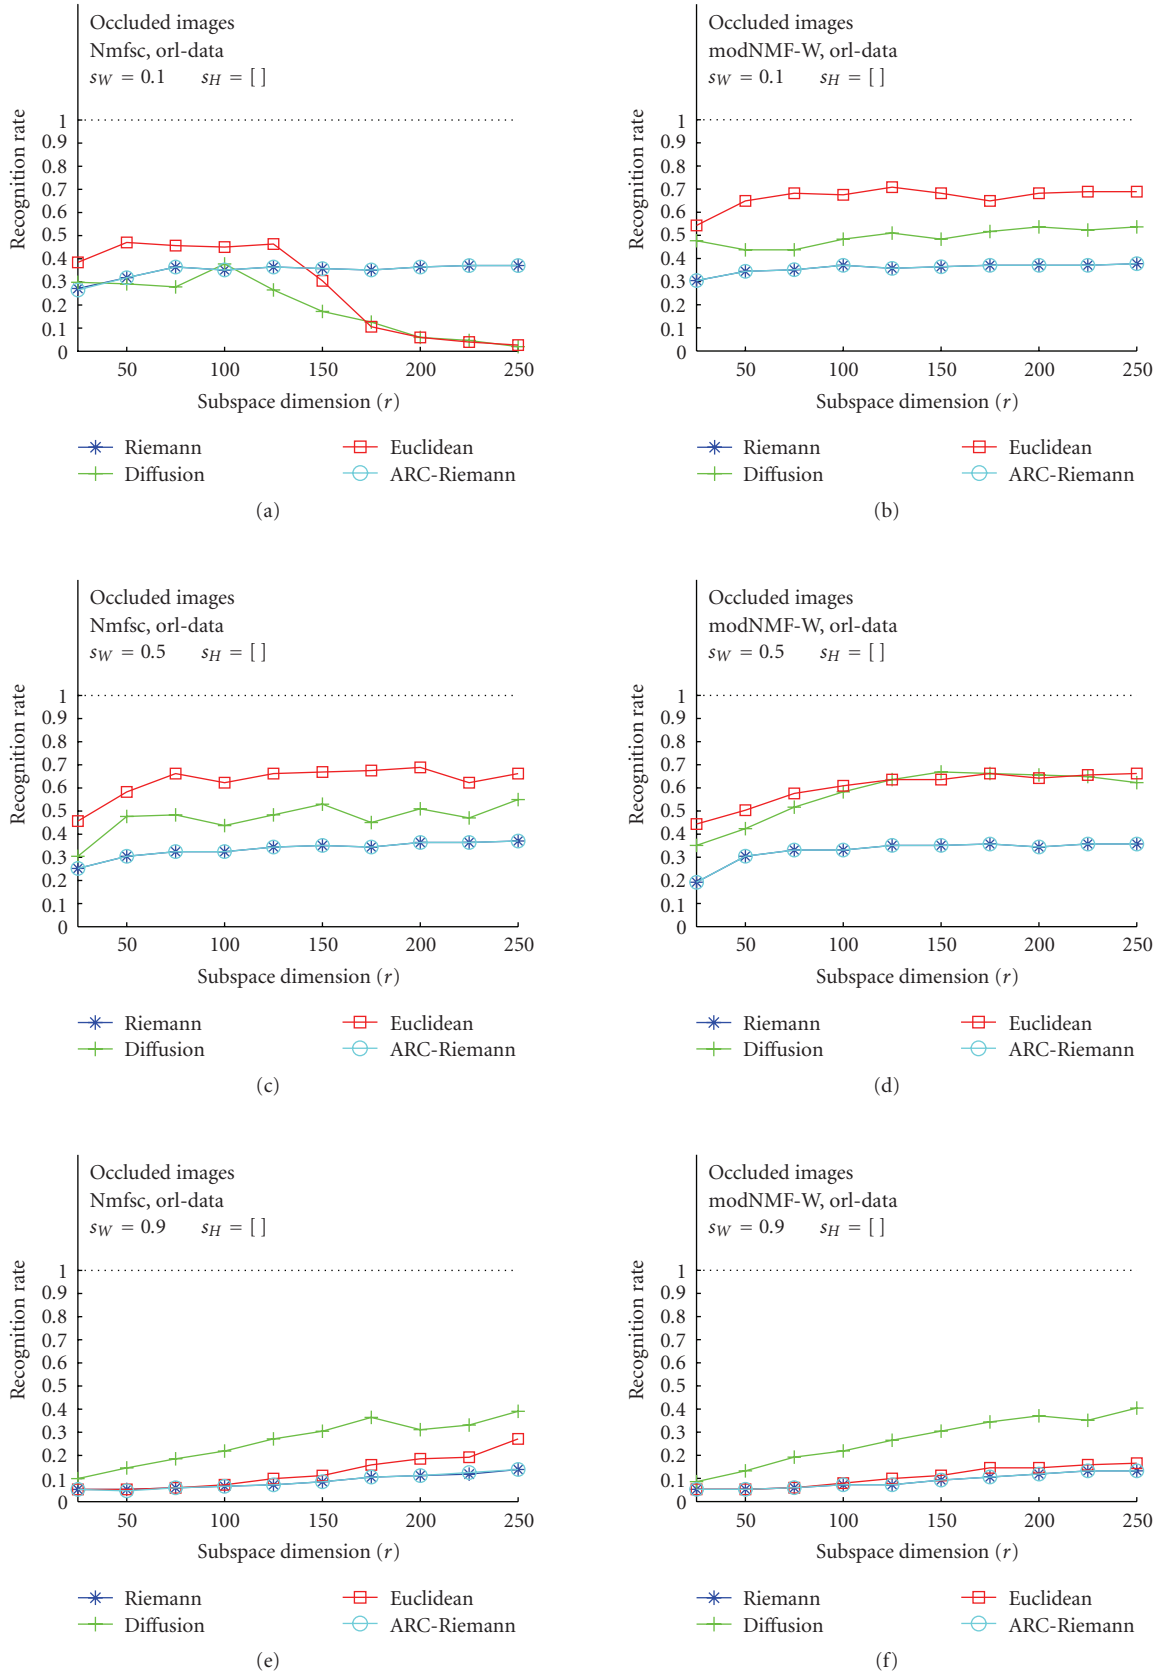 Occluded images
Nmfsc, orl-data
sW = 0.1 sH = [ ]
Recognition rate
1
0.9
0.8
0.7
0.6
0.5
0.4
0.3
0.2
0.1
0
50 100 150 200 250
Subspace dimension (r)
Riemann
Diffusion
Euclidean
ARC-Riemann
(a)
Occluded images
modNMF-W, orl-data
sW = 0.1 sH = [ ]
Recognition rate
1
0.9
0.8
0.7
0.6
0.5
0.4
0.3
0.2
0.1
0
50 100 150 200 250
Subspace dimension (r)
Riemann
Diffusion
Euclidean
ARC-Riemann
(b)
Occluded images
Nmfsc, orl-data
sW = 0.5 sH = [ ]
Recognition rate
1
0.9
0.8
0.7
0.6
0.5
0.4
0.3
0.2
0.1
0
50 100 150 200 250
Subspace dimension (r)
Riemann
Diffusion
Euclidean
ARC-Riemann
(c)
Occluded images
modNMF-W, orl-data
sW = 0.5 sH = [ ]
Recognition rate
1
0.9
0.8
0.7
0.6
0.5
0.4
0.3
0.2
0.1
0
50 100 150 200 250
Subspace dimension (r)
Riemann
Diffusion
Euclidean
ARC-Riemann
(d)
Occluded images
Nmfsc, orl-data
sW = 0.9 sH = [ ]
Recognition rate
1
0.9
0.8
0.7
0.6
0.5
0.4
0.3
0.2
0.1
0
50 100 150 200 250
Subspace dimension (r)
Riemann
Diffusion
Euclidean
ARC-Riemann
(e)
Occluded images
modNMF-W, orl-data
sW = 0.9 sH = [ ]
Recognition rate
1
0.9
0.8
0.7
0.6
0.5
0.4
0.3
0.2
0.1
0
50 100 150 200 250
Subspace dimension (r)
Riemann
Diffusion
Euclidean
ARC-Riemann
(f)